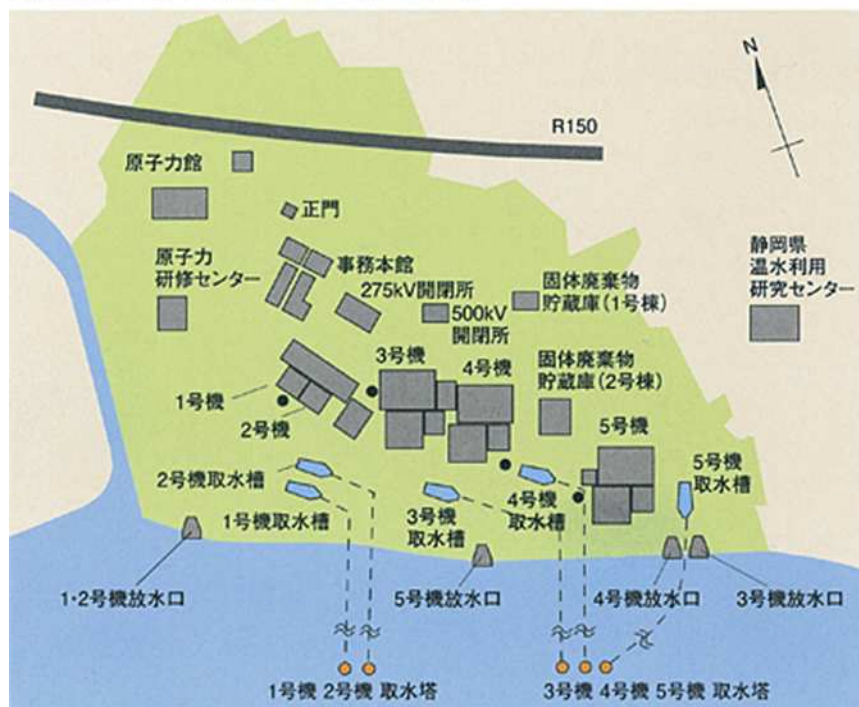 N
R150
原子力館
正門
原子力
研修センター
事務本館
275kV開閉所
500kV
開閉所
固体廃棄物
貯蔵庫(1号棟)
静岡県
温水利用
研究センター
3号機
4号機
固体廃棄物
貯蔵庫(2号棟)
1号機
2号機
5号機
2号機取水槽
1号機取水槽
3号機
取水槽
4号機
取水槽
5号機
取水槽
1・2号機放水口
5号機放水口
4号機放水口
3号機放水口
1号機 2号機 取水塔
3号機 4号機 5号機 取水塔